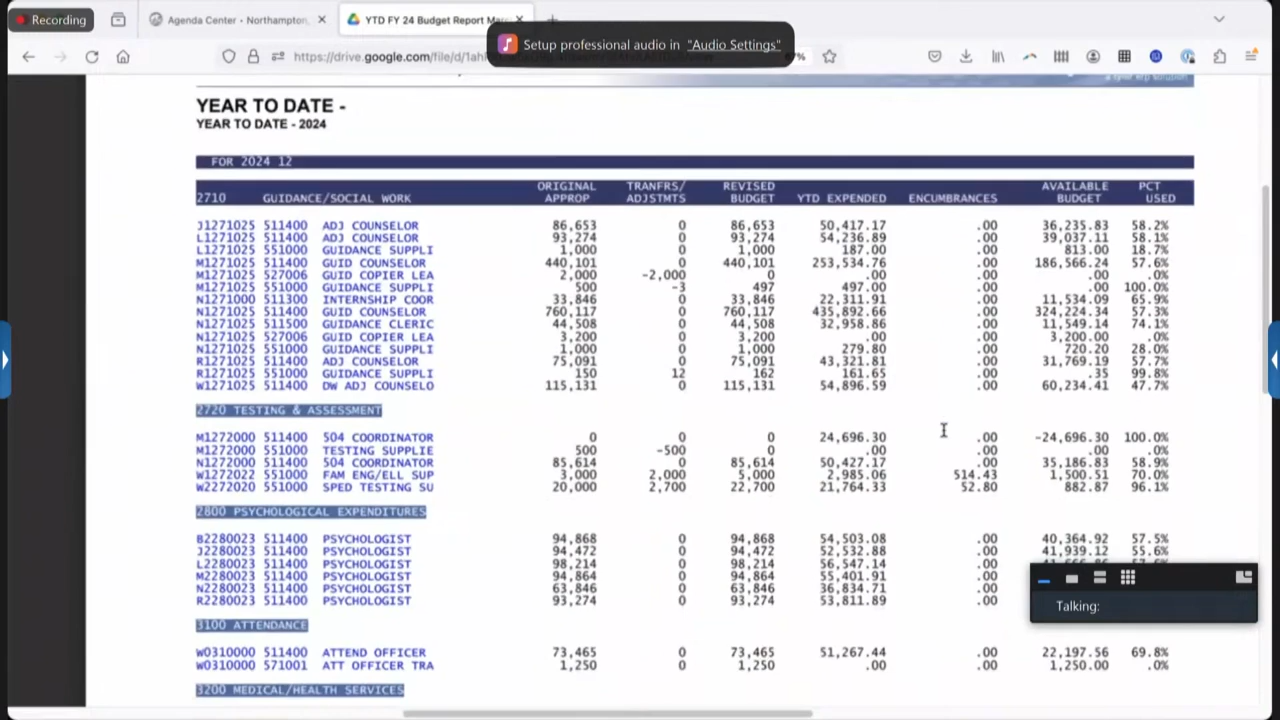 Recording
Agenda Center • Northampton, ×
YTD FY 24 Budget Report Mar ×
Setup professional audio in "Audio Settings"
https://drive.google.com/file/d/1ahl
YEAR TO DATE -
YEAR TO DATE - 2024
FOR 2024 12
ORIGINAL TRANFRS/ REVISED AVAILABLE PCT
2710 GUIDANCE/SOCIAL WORK APPROP ADJSTMTS BUDGET YTD EXPENDED ENCUMBRANCES BUDGET USED
J1271025 511400 ADJ COUNSELOR 86,653 0 86,653 50,417.17 .00 36,235.83 58.2%
L1271025 511400 ADJ COUNSELOR 93,274 0 93,274 54,236.89 .00 39,037.11 58.1%
L1271025 551000 GUIDANCE SUPPLI 1,000 0 1,000 187.00 .00 813.00 18.7%
M1271025 511400 GUID COUNSELOR 440,101 0 440,101 253,534.76 .00 186,566.24 57.6%
M1271025 527006 GUID COPIER LEA 2,000 -2,000 0 .00 .00 .00 .0%
M1271025 551000 GUIDANCE SUPPLI 500 -3 497 497.00 .00 .00 100.0%
N1271000 511300 INTERNSHIP COOR 33,846 0 33,846 22,311.91 .00 11,534.09 65.9%
N1271025 511400 GUID COUNSELOR 760,117 0 760,117 435,892.66 .00 324,224.34 57.3%
N1271025 511500 GUIDANCE CLERIC 44,508 0 44,508 32,958.86 .00 11,549.14 74.1%
N1271025 527006 GUID COPIER LEA 3,200 0 3,200 .00 .00 3,200.00 .0%
N1271025 551000 GUIDANCE SUPPLI 1,000 0 1,000 279.80 .00 720.20 28.0%
R1271025 511400 ADJ COUNSELOR 75,091 0 75,091 43,321.81 .00 31,769.19 57.7%
R1271025 551000 GUIDANCE SUPPLI 150 12 162 161.65 .00 .35 99.8%
W1271025 511400 DW ADJ COUNSELO 115,131 0 115,131 54,896.59 .00 60,234.41 47.7%
2720 TESTING & ASSESSMENT
M1272000 511400 504 COORDINATOR 0 0 0 24,696.30 .00 -24,696.30 100.0%
M1272000 551000 TESTING SUPPLIE 500 -500 0 .00 .00 .00 .0%
N1272000 511400 504 COORDINATOR 85,614 0 85,614 50,427.17 .00 35,186.83 58.9%
W1272022 551000 FAM ENG/ELL SUP 3,000 2,000 5,000 2,985.06 514.43 1,500.51 70.0%
W2272020 551000 SPED TESTING SU 20,000 2,700 22,700 21,764.33 52.80 882.87 96.1%
2800 PSYCHOLOGICAL EXPENDITURES
B2280023 511400 PSYCHOLOGIST 94,868 0 94,868 54,503.08 .00 40,364.92 57.5%
J2280023 511400 PSYCHOLOGIST 94,472 0 94,472 52,532.88 .00 41,939.12 55.6%
L2280023 511400 PSYCHOLOGIST 98,214 0 98,214 56,547.14 .00
M2280023 511400 PSYCHOLOGIST 94,864 0 94,864 55,401.91 .00
N2280023 511400 PSYCHOLOGIST 63,846 0 63,846 36,834.71 .00
R2280023 511400 PSYCHOLOGIST 93,274 0 93,274 53,811.89 .00
Talking:
3100 ATTENDANCE
W0310000 511400 ATTEND OFFICER 73,465 0 73,465 51,267.44 .00 22,197.56 69.8%
W0310000 571001 ATT OFFICER TRA 1,250 0 1,250 .00 .00 1,250.00 .0%
3200 MEDICAL/HEALTH SERVICES